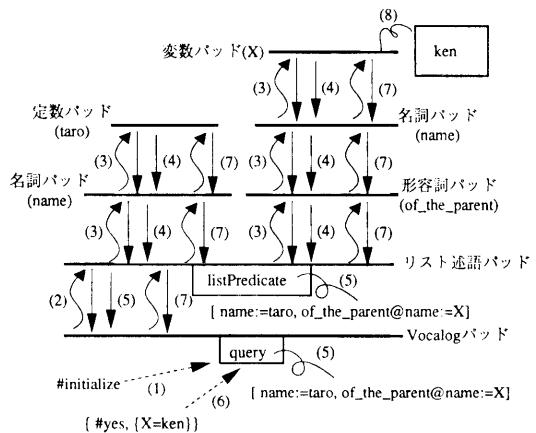 (8)
変数パッド(X)
ken
(3) (4) (7)
定数パッド
(taro)
名詞パッド
(name)
(3) (4) (7) (3) (4) (7)
名詞パッド
(name)
形容詞パッド
(of_the_parent)
(3) (4) (7) (3) (4) (7)
リスト述語パッド
listPredicate (5)
(2) (5) (7)
{ name:=taro, of_the_parent@name:=X]
Vocalogパッド
query (5)
#initialize (1)
(6) [ name:=taro, of_the_parent@name:=X]
{ #yes, {X=ken}}